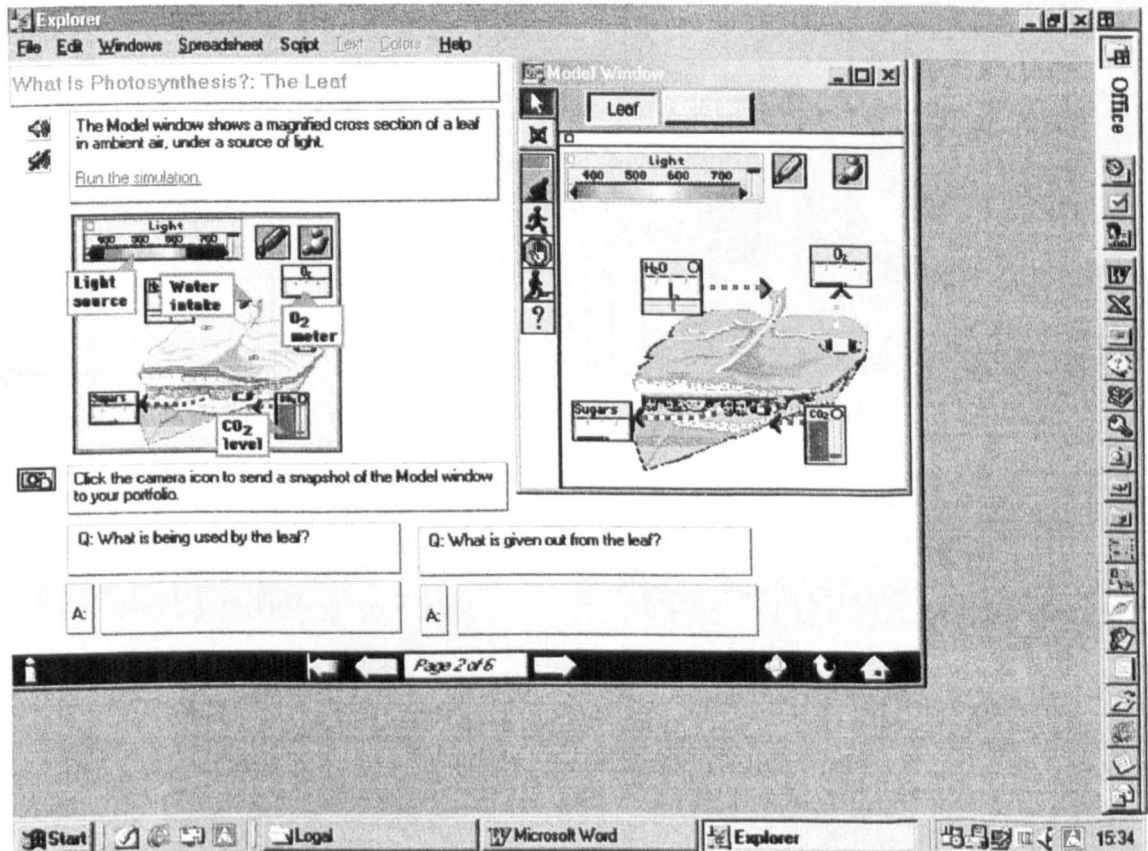 Explorer
File Edit Windows Spreadsheet Script Text Colors Help
What Is Photosynthesis?: The Leaf
The Model window shows a magnified cross section of a leaf
in ambient air, under a source of light.
Run the simulation.
Light
400 500 600 700
Light
source
Water
intake
O2
O2
meter
Sugars
CO2
level
Click the camera icon to send a snapshot of the Model window
to your portfolio.
Q: What is being used by the leaf?
Q: What is given out from the leaf?
A:
A:
Page 2 of 6
Model Window
Leaf
Light
400 500 600 700
H2O
O2
Sugars
CO2
?
Office
Start
Logal
Microsoft Word
Explorer
15:34